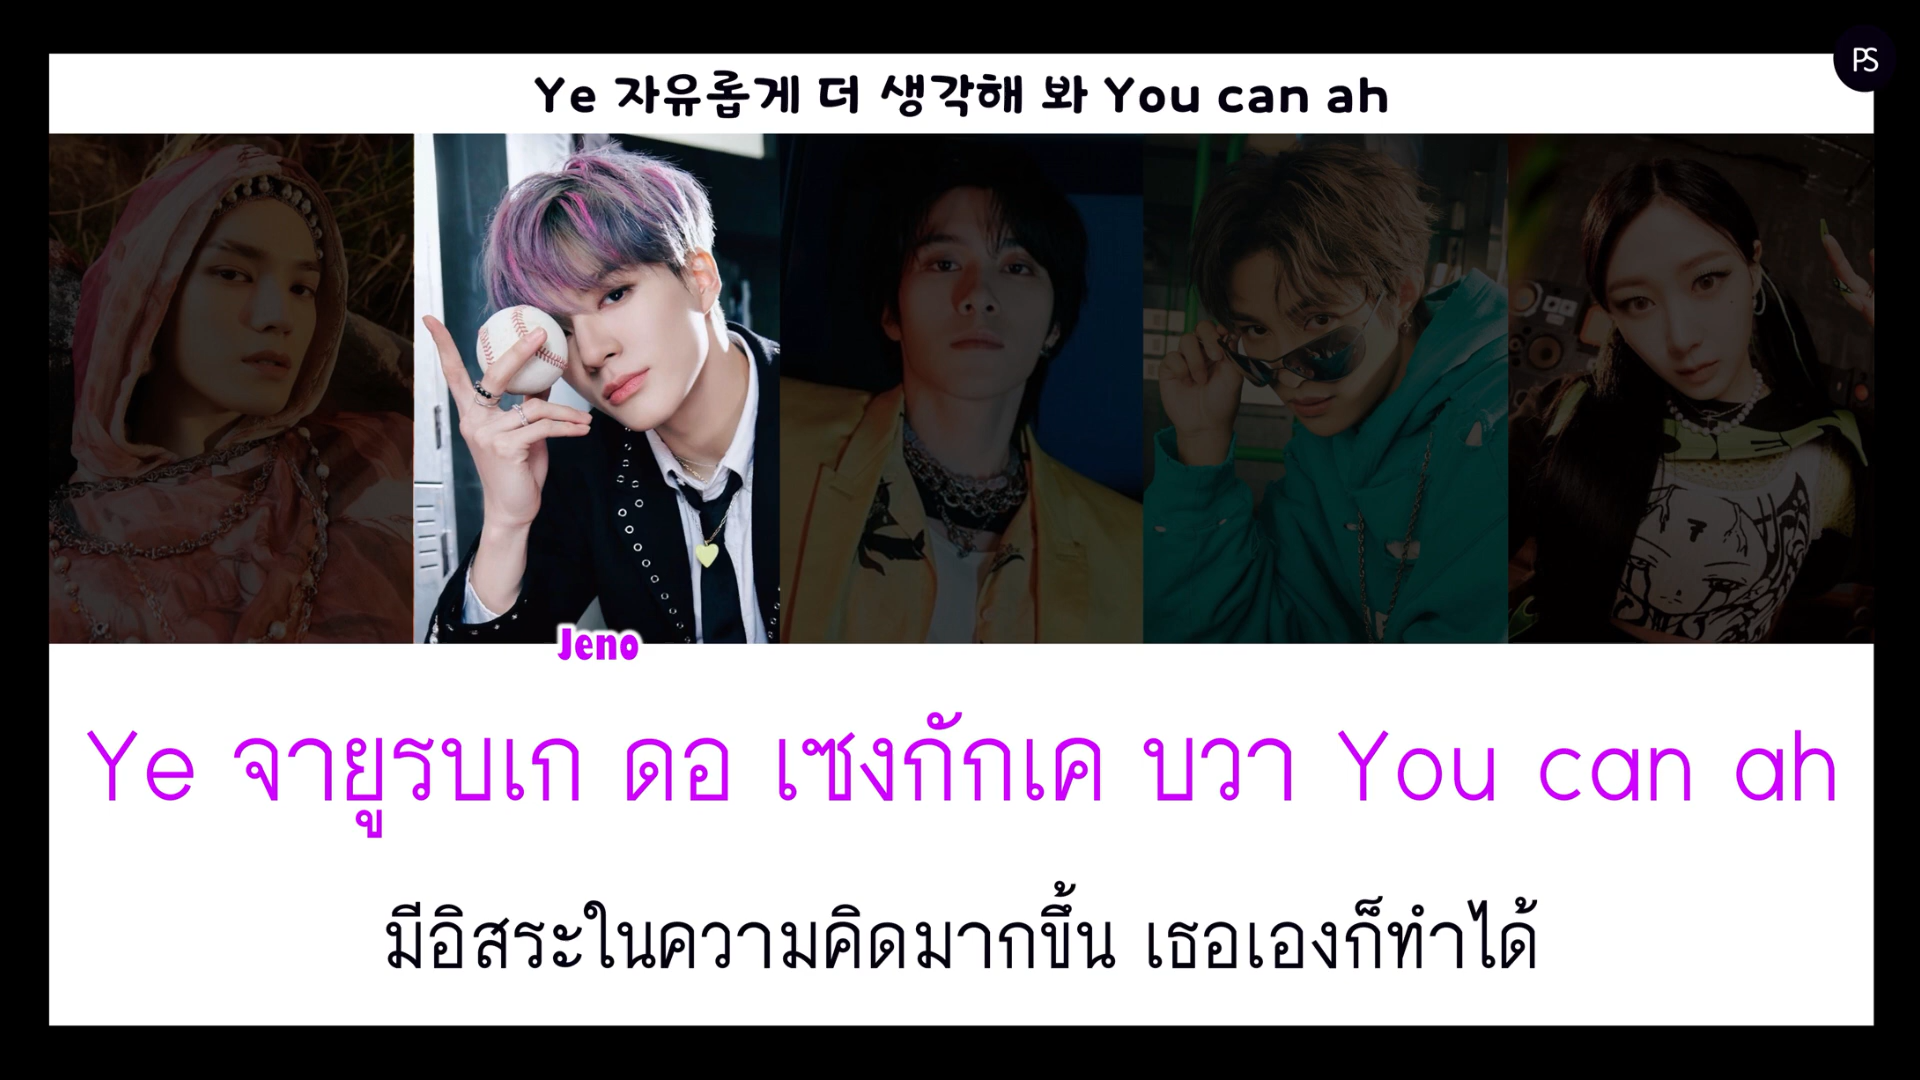 PS
Ye 자유롭게 더 생각해 봐 You can ah
Jeno
Ye จายูรบเก ดอ เซงกักเค บวา You can ah
มีอิสระในความคิดมากขึ้น เธอเองก็ทำได้